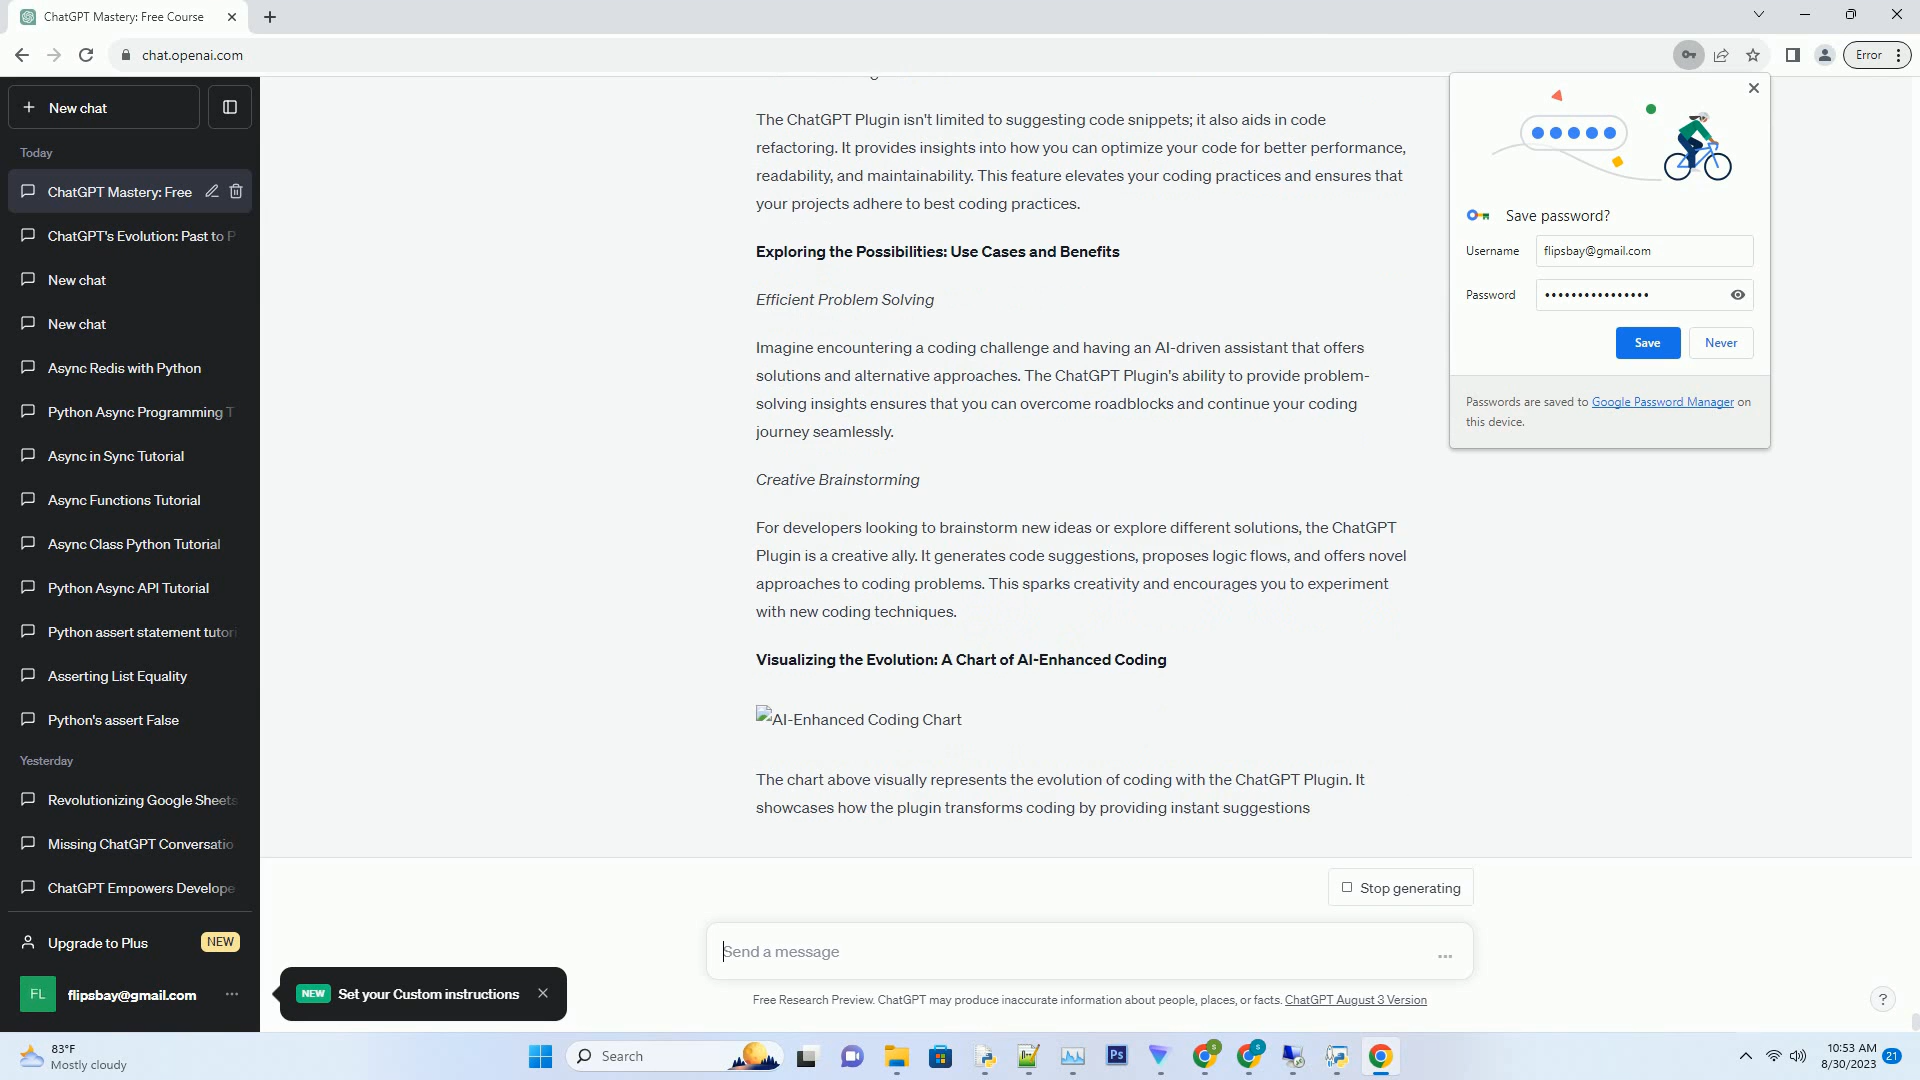 ChatGPT Mastery: Free Course
chat.openai.com
Error
New chat
Today
ChatGPT Mastery: Free
ChatGPT's Evolution: Past to P
New chat
New chat
Async Redis with Python
Python Async Programming T
Async in Sync Tutorial
Async Functions Tutorial
Async Class Python Tutorial
Python Async API Tutorial
Python assert statement tutori
Asserting List Equality
Python's assert False
Yesterday
Revolutionizing Google Sheets
Missing ChatGPT Conversatio
ChatGPT Empowers Develope
Upgrade to Plus
NEW
FL
flipsbay@gmail.com
The ChatGPT Plugin isn't limited to suggesting code snippets; it also aids in code
refactoring. It provides insights into how you can optimize your code for better performance,
readability, and maintainability. This feature elevates your coding practices and ensures that
your projects adhere to best coding practices.
Exploring the Possibilities: Use Cases and Benefits
Efficient Problem Solving
Imagine encountering a coding challenge and having an AI-driven assistant that offers
solutions and alternative approaches. The ChatGPT Plugin's ability to provide problem-
solving insights ensures that you can overcome roadblocks and continue your coding
journey seamlessly.
Creative Brainstorming
For developers looking to brainstorm new ideas or explore different solutions, the ChatGPT
Plugin is a creative ally. It generates code suggestions, proposes logic flows, and offers novel
approaches to coding problems. This sparks creativity and encourages you to experiment
with new coding techniques.
Visualizing the Evolution: A Chart of AI-Enhanced Coding
AI-Enhanced Coding Chart
The chart above visually represents the evolution of coding with the ChatGPT Plugin. It
showcases how the plugin transforms coding by providing instant suggestions
Save password?
Username
flipsbay@gmail.com
Password
••••••••••••••••
Save
Never
Passwords are saved to Google Password Manager on
this device.
Stop generating
Send a message
NEW
Set your Custom instructions
Free Research Preview. ChatGPT may produce inaccurate information about people, places, or facts. ChatGPT August 3 Version
?
83°F
Mostly cloudy
Search
Ps
S
S
10:53 AM
8/30/2023
21